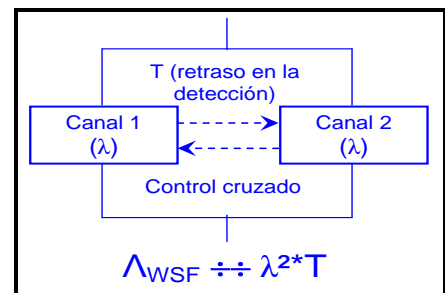 T (retraso en la
detección)
Canal 1
(λ)
Canal 2
(λ)
Control cruzado
ΛWSF ÷÷ λ²*T